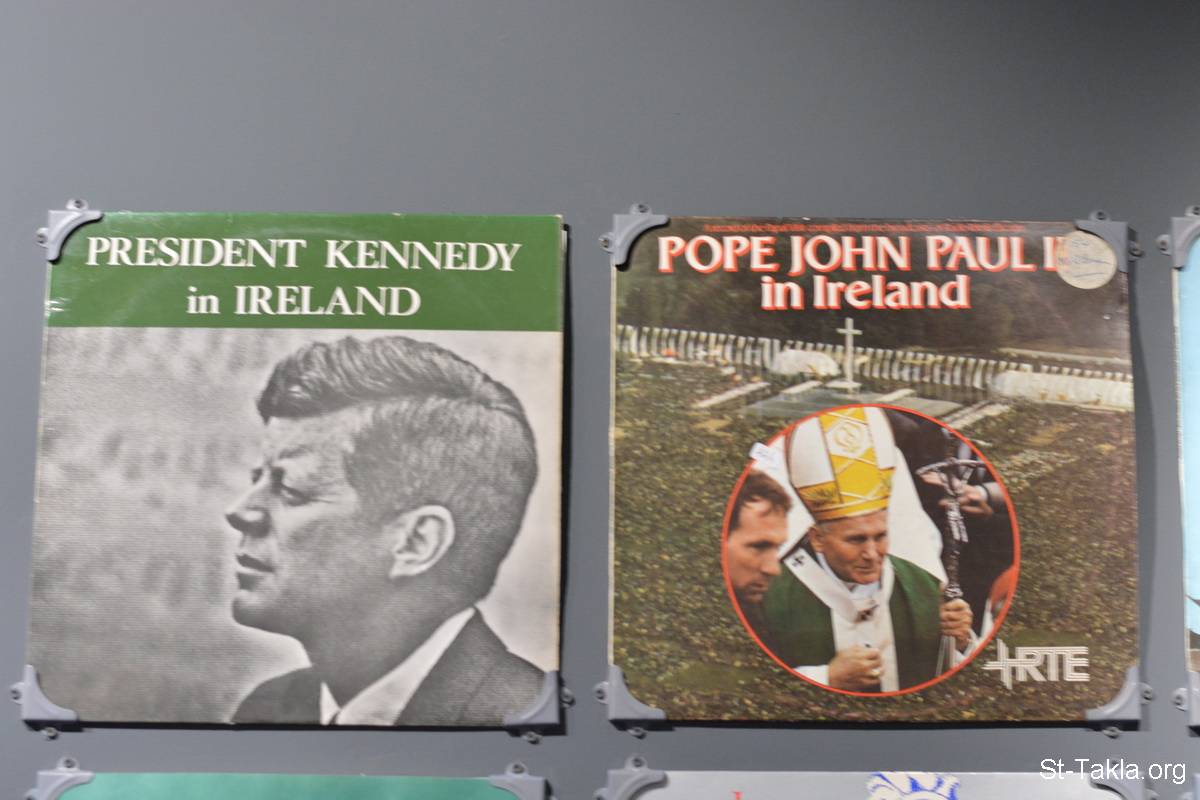 PRESIDENT KENNEDY
in IRELAND
POPE JOHN PAUL II
in Ireland
RTE
St-Takla.org